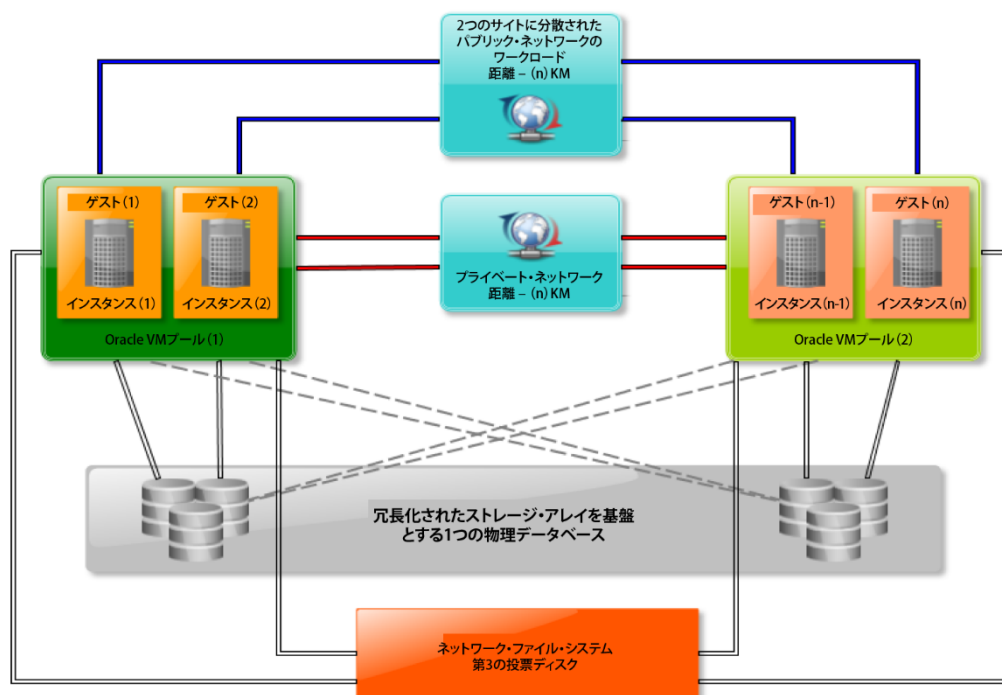 2つのサイトに分散された
パブリック・ネットワークの
ワークロード
距離 – (n) KM
ゲスト(1)
ゲスト(2)
インスタンス(1)
インスタンス(2)
Oracle VMプール(1)
プライベート・ネットワーク
距離 – (n) KM
ゲスト(n-1)
ゲスト(n)
インスタンス(n-1)
インスタンス(n)
Oracle VMプール(2)
冗長化されたストレージ・アレイを基盤
とする1つの物理データベース
ネットワーク・ファイル・システム
第3の投票ディスク